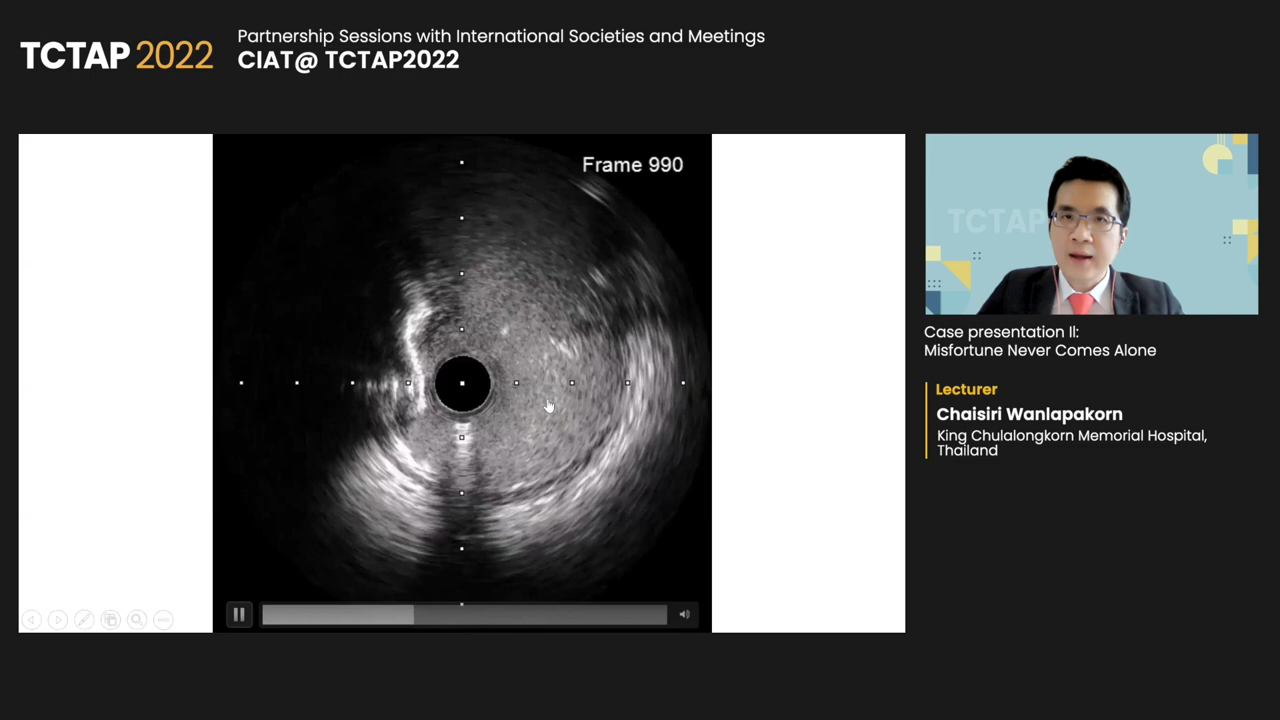 TCTAP 2022
Partnership Sessions with International Societies and Meetings
CIAT@ TCTAP2022
Frame 990
TCTAP
Case presentation II:
Misfortune Never Comes Alone
Lecturer
Chaisiri Wanlapakorn
King Chulalongkorn Memorial Hospital,
Thailand